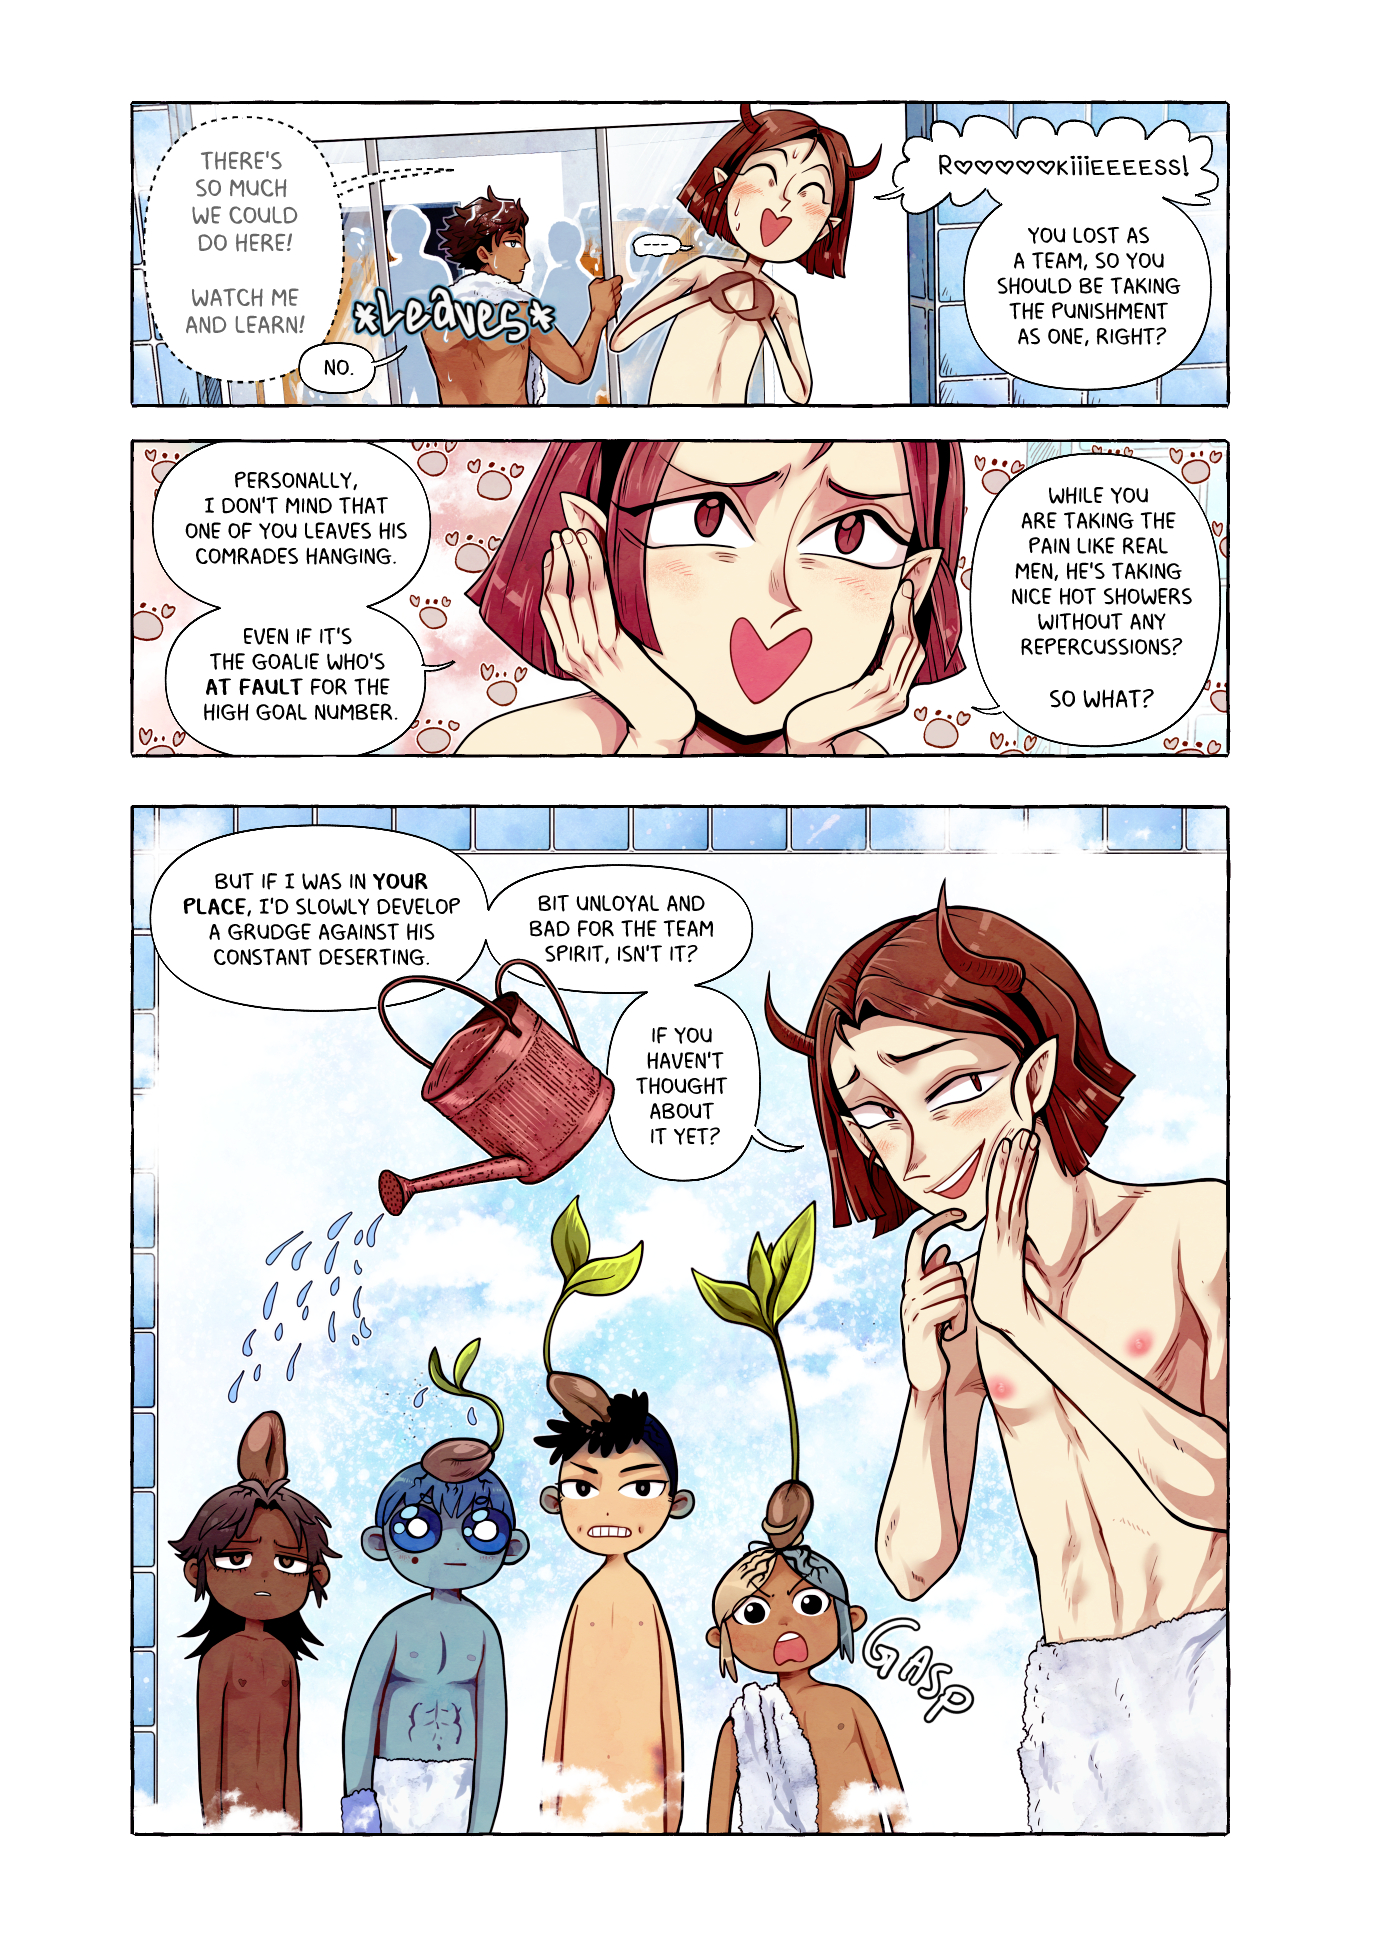 THERE'S
SO MUCH
WE COULD
DO HERE!
WATCH ME
AND LEARN!
*Leaves*
NO.
R♡♡♡♡♡KiiiEEEESS!
YOU LOST AS
A TEAM, SO YOU
SHOULD BE TAKING
THE PUNISHMENT
AS ONE, RIGHT?
PERSONALLY,
I DON'T MIND THAT
ONE OF YOU LEAVES HIS
COMRADES HANGING.
EVEN IF IT'S
THE GOALIE WHO'S
AT FAULT FOR THE
HIGH GOAL NUMBER.
WHILE YOU
ARE TAKING THE
PAIN LIKE REAL
MEN, HE'S TAKING
NICE HOT SHOWERS
WITHOUT ANY
REPERCUSSIONS?
SO WHAT?
BUT IF I WAS IN YOUR
PLACE, I'D SLOWLY DEVELOP
A GRUDGE AGAINST HIS
CONSTANT DESERTING.
BIT UNLOYAL AND
BAD FOR THE TEAM
SPIRIT, ISN'T IT?
IF YOU
HAVEN'T
THOUGHT
ABOUT
IT YET?
GASP